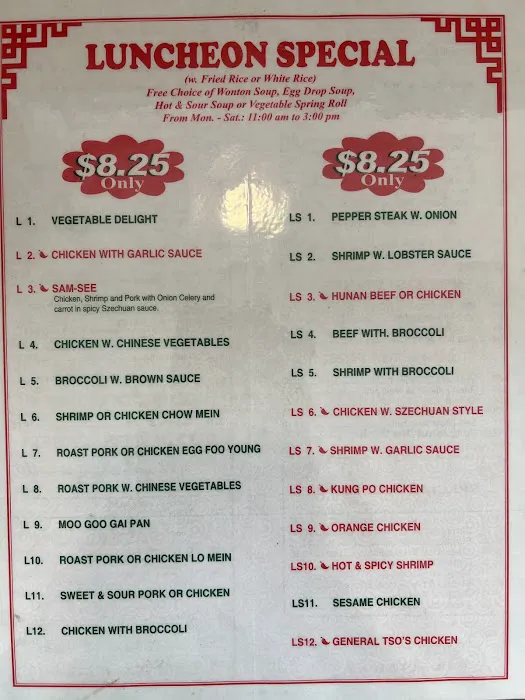 LUNCHEON SPECIAL
(w. Fried Rice or White Rice)
Free Choice of Wonton Soup, Egg Drop Soup,
Hot & Sour Soup or Vegetable Spring Roll
From Mon. - Sat.: 11:00 am to 3:00 pm
$8.25
Only
L 1. VEGETABLE DELIGHT
L 2. CHICKEN WITH GARLIC SAUCE
L 3. SAM-SEE
Chicken, Shrimp and Pork with Onion Celery and
carrot in spicy Szechuan sauce.
L 4. CHICKEN W. CHINESE VEGETABLES
L 5. BROCCOLI W. BROWN SAUCE
L 6. SHRIMP OR CHICKEN CHOW MEIN
L 7. ROAST PORK OR CHICKEN EGG FOO YOUNG
L 8. ROAST PORK W. CHINESE VEGETABLES
L 9. MOO GOO GAI PAN
L10. ROAST PORK OR CHICKEN LO MEIN
L11. SWEET & SOUR PORK OR CHICKEN
L12. CHICKEN WITH BROCCOLI
$8.25
Only
LS 1. PEPPER STEAK W. ONION
LS 2. SHRIMP W. LOBSTER SAUCE
LS 3. HUNAN BEEF OR CHICKEN
LS 4. BEEF WITH. BROCCOLI
LS 5. SHRIMP WITH BROCCOLI
LS 6. CHICKEN W. SZECHUAN STYLE
LS 7. SHRIMP W. GARLIC SAUCE
LS 8. KUNG PO CHICKEN
LS 9. ORANGE CHICKEN
LS10. HOT & SPICY SHRIMP
LS11. SESAME CHICKEN
LS12. GENERAL TSO'S CHICKEN